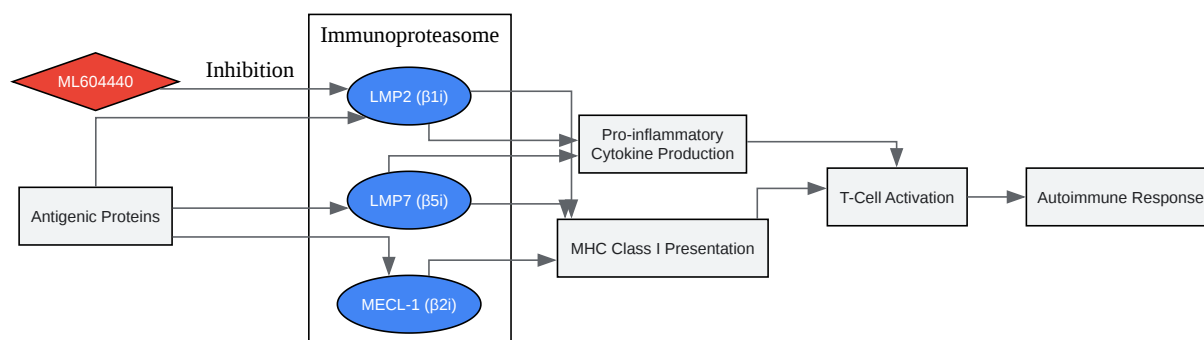 Immunoproteasome
ML604440
Inhibition
LMP2 (β1i)
Pro-inflammatory
Cytokine Production
Antigenic Proteins
LMP7 (β5i)
T-Cell Activation
Autoimmune Response
MHC Class I Presentation
MECL-1 (β2i)